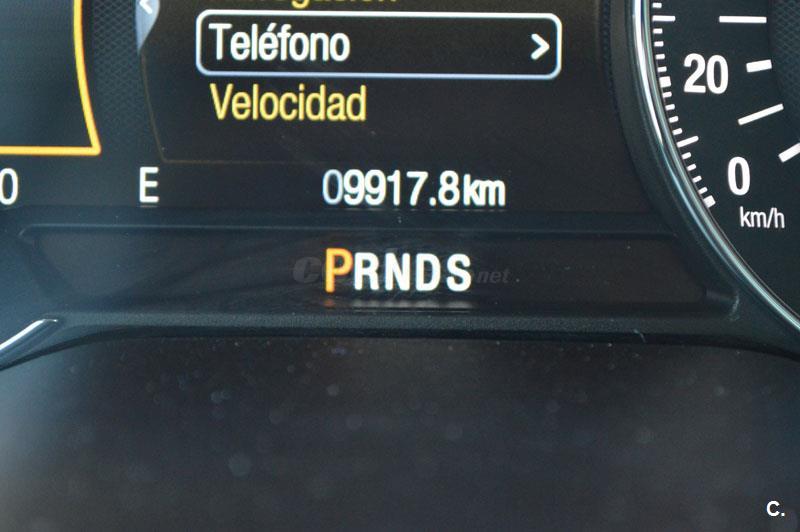 Teléfono
Velocidad
20
0
0 E 09917.8km
km/h
PRNDS
C.